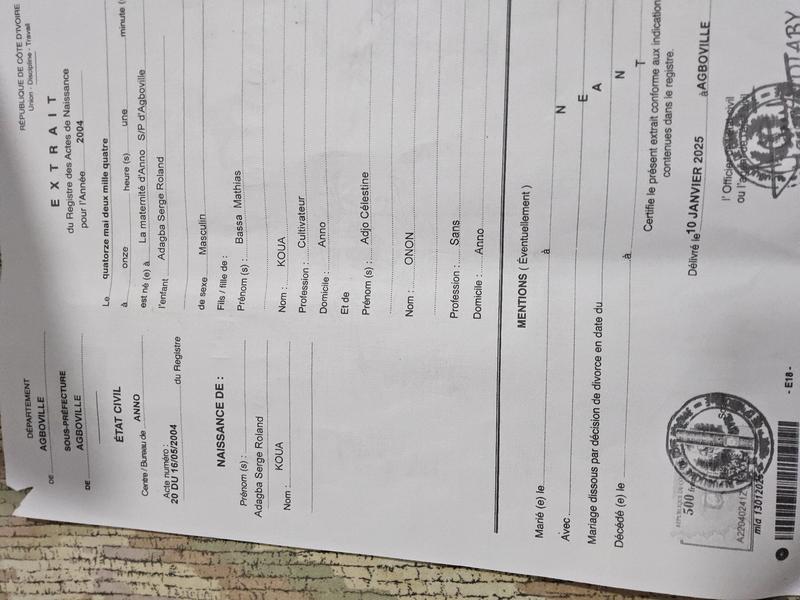 RÉPUBLIQUE DE CÔTE D'IVOIRE
Union - Discipline - Travail
DÉPARTEMENT
DE AGBOVILLE
SOUS-PRÉFECTURE
DE AGBOVILLE
ÉTAT CIVIL
Centre / Bureau de ANNO
Acte numéro :
20 DU 16/05/2004 du Registre
NAISSANCE DE :
Prénom (s) :
Adagba Serge Roland
Nom : KOUA
E X T R A I T
du Registre des Actes de Naissance
pour l'Année 2004
Le quatorze mai deux mille quatre
à onze heure(s) une minute (
est né (e) à La maternité d'Anno S/P d'Agboville
l'enfant Adagba Serge Roland
de sexe Masculin
Fils / fille de :
Prénom (s) : Bassa Mathias
Nom : KOUA
Profession : Cultivateur
Domicile : Anno
Et de
Prénom (s) : Adjo Célestine
Nom : ONON
Profession : Sans
Domicile : Anno
MENTIONS ( Éventuellement )
Marié (e) le à
Avec N
E
Mariage dissous par décision de divorce en date du A
Décédé (e) le à N
T
Certifie le présent extrait conforme aux indication
contenues dans le registre.
Délivré le 10 JANVIER 2025 à AGBOVILLE
l' Officier
ou l'
500
mla 13012025
- E18 -